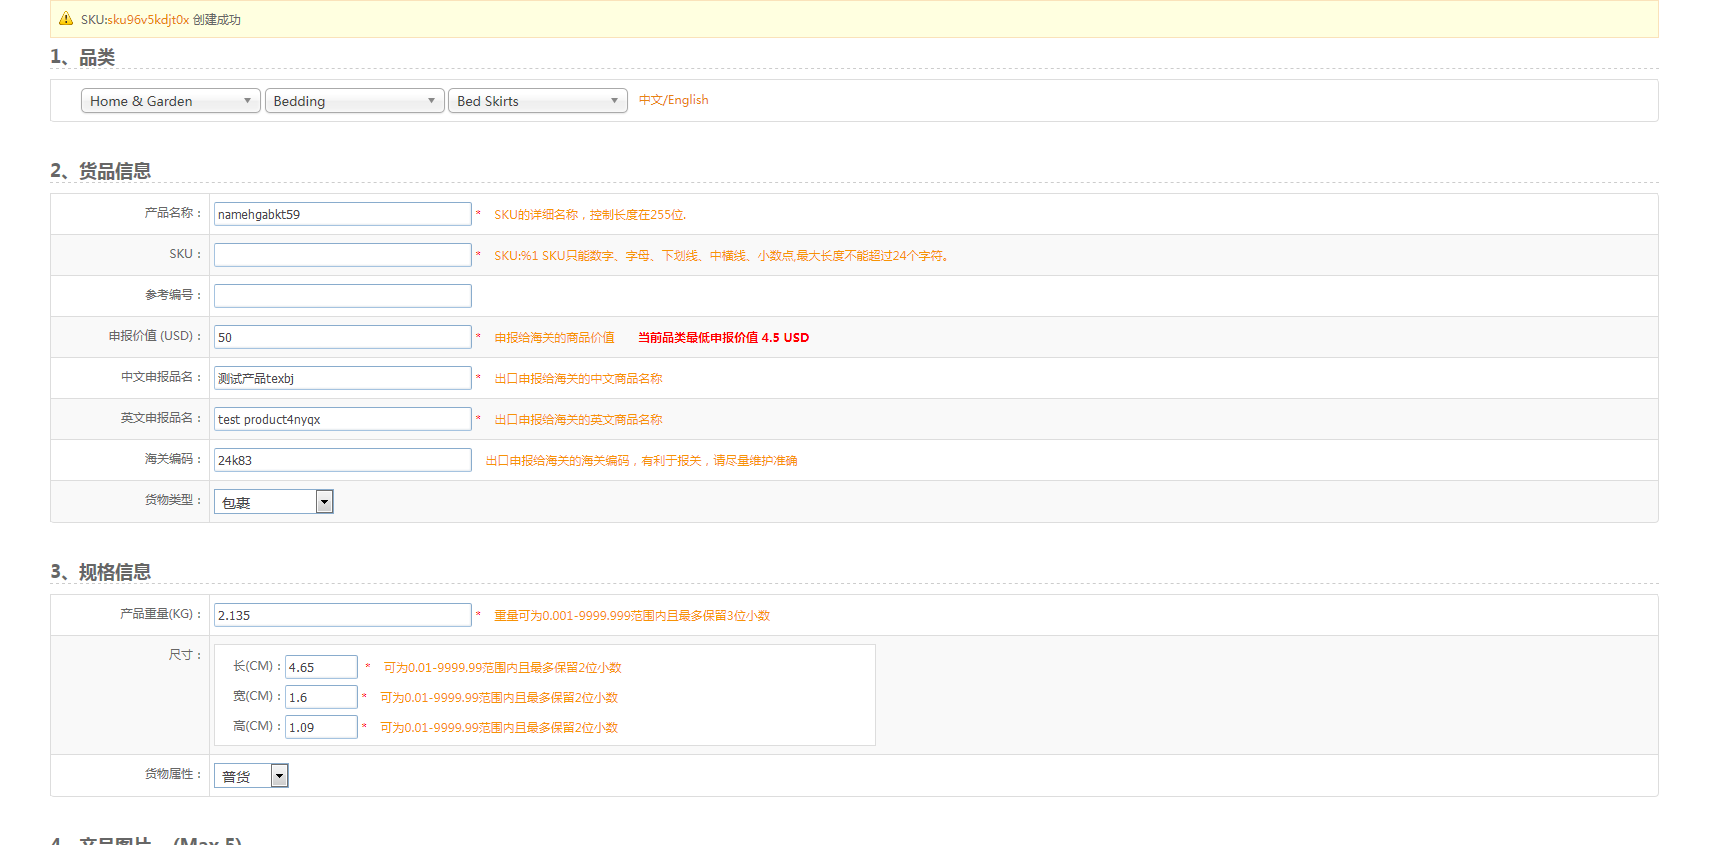 SKU:sku96v5kdjt0x 创建成功
1、品类
Home & Garden Bedding Bed Skirts 中文/English
2、货品信息
产品名称： namehgabkt59 * SKU的详细名称，控制长度在255位.
SKU： * SKU:%1 SKU只能数字、字母、下划线、中横线、小数点,最大长度不能超过24个字符。
参考编号：
申报价值 (USD)： 50 * 申报给海关的商品价值 当前品类最低申报价值 4.5 USD
中文申报品名： 测试产品texbj * 出口申报给海关的中文商品名称
英文申报品名： test product4nyqx * 出口申报给海关的英文商品名称
海关编码： 24k83 出口申报给海关的海关编码，有利于报关，请尽量维护准确
货物类型： 包裹
3、规格信息
产品重量(KG)： 2.135 * 重量可为0.001-9999.999范围内且最多保留3位小数
尺寸：
长(CM)： 4.65 * 可为0.01-9999.99范围内且最多保留2位小数
宽(CM)： 1.6 * 可为0.01-9999.99范围内且最多保留2位小数
高(CM)： 1.09 * 可为0.01-9999.99范围内且最多保留2位小数
货物属性： 普货
4、产品图片 (Max 5)